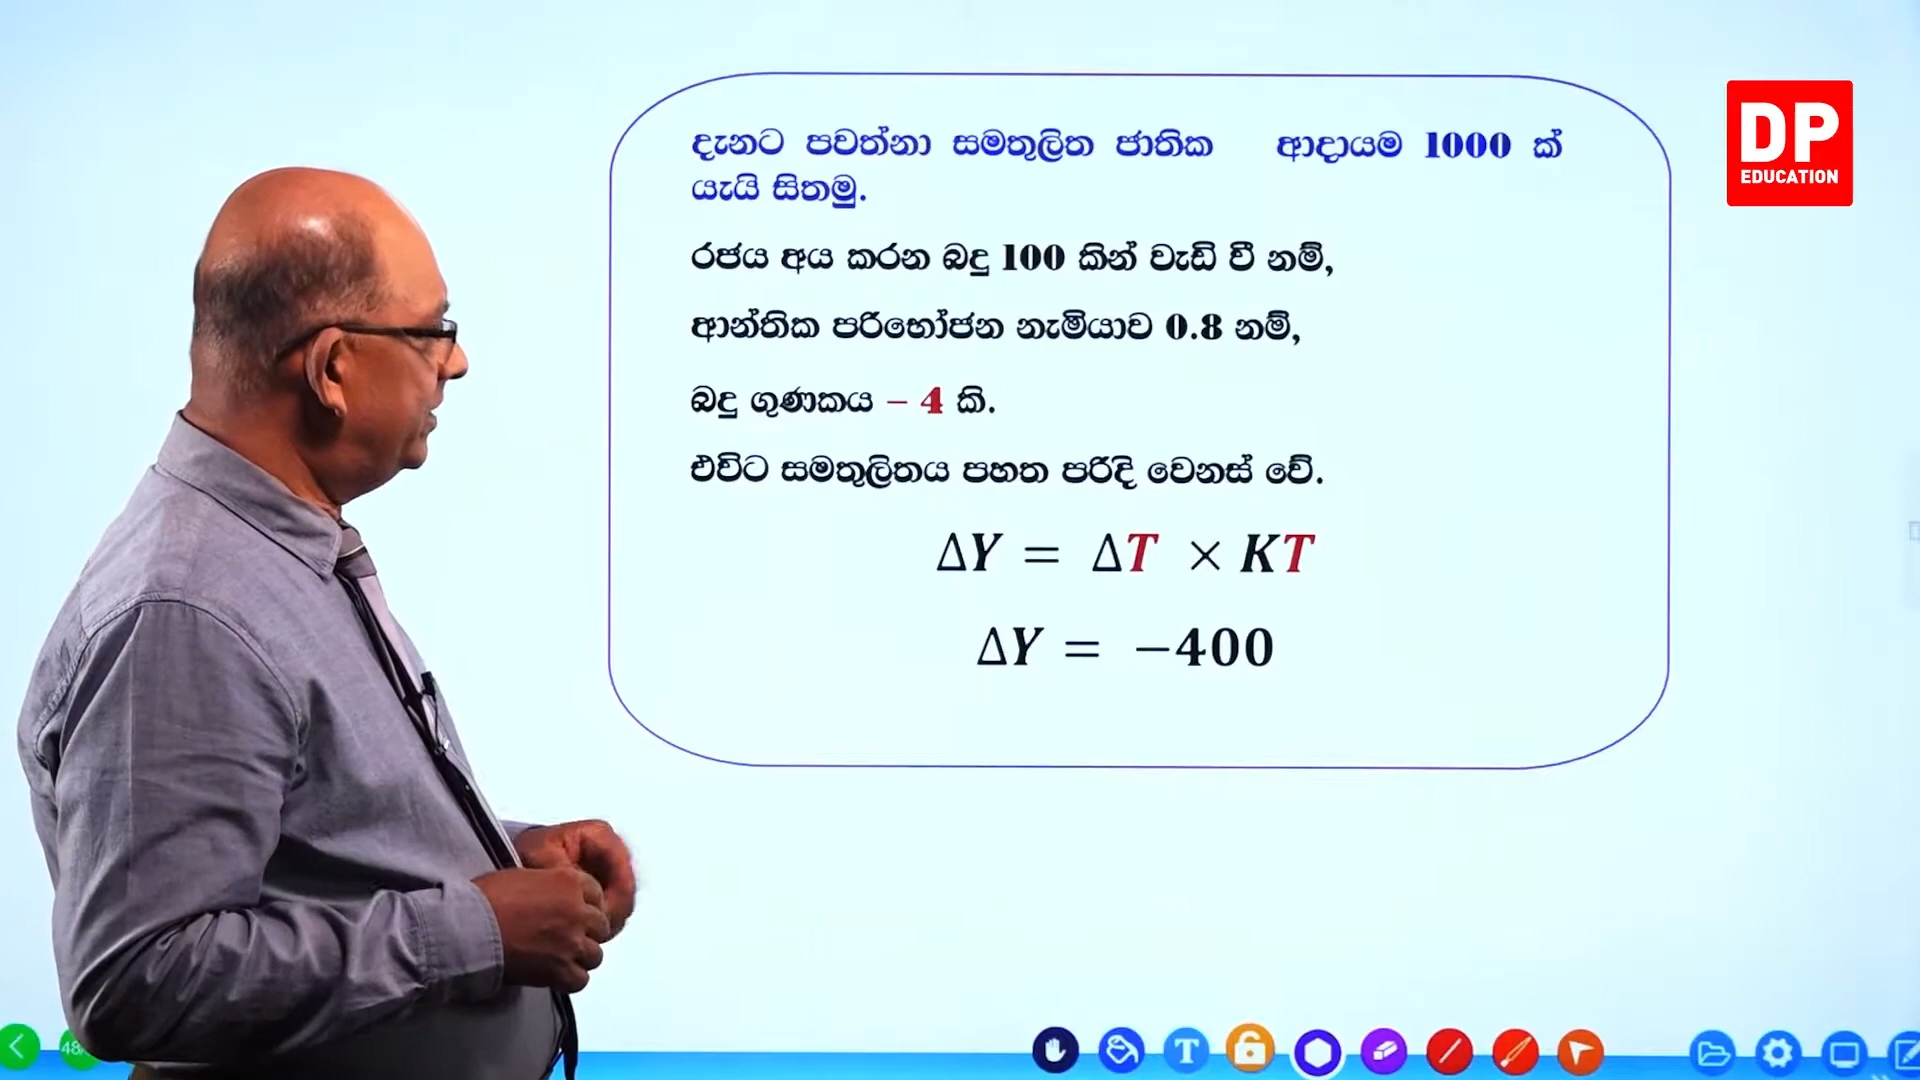 දැනට පවත්නා සමතුලිත ජාතික ආදායම 1000 ක්
යැයි සිතමු.
රජය අය කරන බදු 100 කින් වැඩි වී නම්,
ආන්තික පරිභෝජන නැමියාව 0.8 නම්,
බදු ගුණකය – 4 කි.
එවිට සමතුලිතය පහත පරිදි වෙනස් වේ.
ΔY = ΔT × KT
ΔY = −400
DP
EDUCATION
48
T